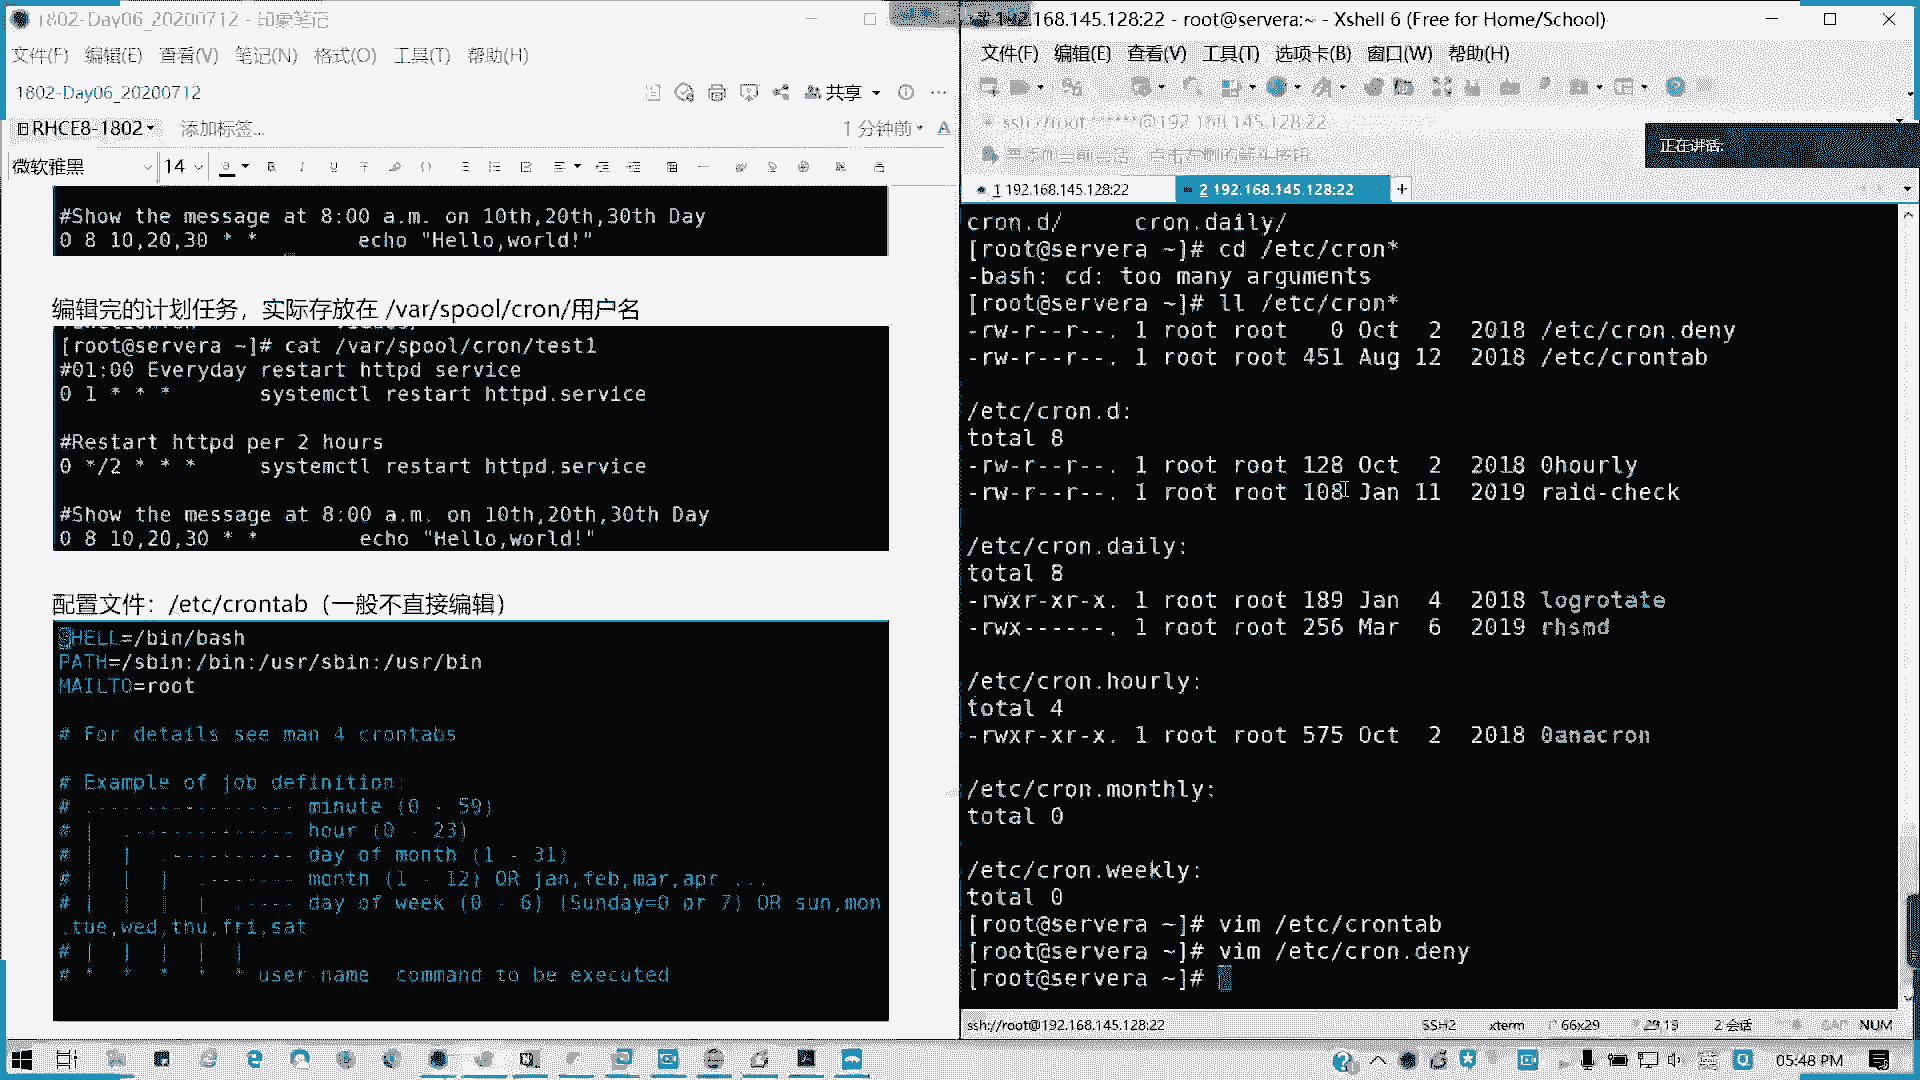 1802-Day06_20200712 - 印象笔记
文件(F) 编辑(E) 查看(V) 笔记(N) 格式(O) 工具(T) 帮助(H)
1802-Day06_20200712
共享
RHCE8-1802
添加标签...
1 分钟前
微软雅黑
14
#Show the message at 8:00 a.m. on 10th,20th,30th Day
0 8 10,20,30 * * echo "Hello,world!"
编辑完的计划任务，实际存放在 /var/spool/cron/用户名
[root@servera ~]# cat /var/spool/cron/test1
#01:00 Everyday restart httpd service
0 1 * * * systemctl restart httpd.service
#Restart httpd per 2 hours
0 */2 * * * systemctl restart httpd.service
#Show the message at 8:00 a.m. on 10th,20th,30th Day
0 8 10,20,30 * * echo "Hello,world!"
配置文件：/etc/crontab（一般不直接编辑）
SHELL=/bin/bash
PATH=/sbin:/bin:/usr/sbin:/usr/bin
MAILTO=root
# For details see man 4 crontabs
# Example of job definition:
# .---------------- minute (0 - 59)
# | .------------- hour (0 - 23)
# | | .---------- day of month (1 - 31)
# | | | .------- month (1 - 12) OR jan,feb,mar,apr ...
# | | | | .---- day of week (0 - 6) (Sunday=0 or 7) OR sun,mon
,tue,wed,thu,fri,sat
# | | | | |
# * * * * * user-name command to be executed
192.168.145.128:22 - root@servera:~ - Xshell 6 (Free for Home/School)
文件(F) 编辑(E) 查看(V) 工具(T) 选项卡(B) 窗口(W) 帮助(H)
ssh://root:******@192.168.145.128:22
正在讲话:
1 192.168.145.128:22
2 192.168.145.128:22
cron.d/ cron.daily/
[root@servera ~]# cd /etc/cron*
-bash: cd: too many arguments
[root@servera ~]# ll /etc/cron*
-rw-r--r--. 1 root root 0 Oct 2 2018 /etc/cron.deny
-rw-r--r--. 1 root root 451 Aug 12 2018 /etc/crontab
/etc/cron.d:
total 8
-rw-r--r--. 1 root root 128 Oct 2 2018 0hourly
-rw-r--r--. 1 root root 108 Jan 11 2019 raid-check
/etc/cron.daily:
total 8
-rwxr-xr-x. 1 root root 189 Jan 4 2018 logrotate
-rwx------. 1 root root 256 Mar 6 2019 rhsmd
/etc/cron.hourly:
total 4
-rwxr-xr-x. 1 root root 575 Oct 2 2018 0anacron
/etc/cron.monthly:
total 0
/etc/cron.weekly:
total 0
[root@servera ~]# vim /etc/crontab
[root@servera ~]# vim /etc/cron.deny
[root@servera ~]#
ssh://root@192.168.145.128:22
SSH2
xterm
66x29
29,19
2 会话
CAP NUM
05:48 PM